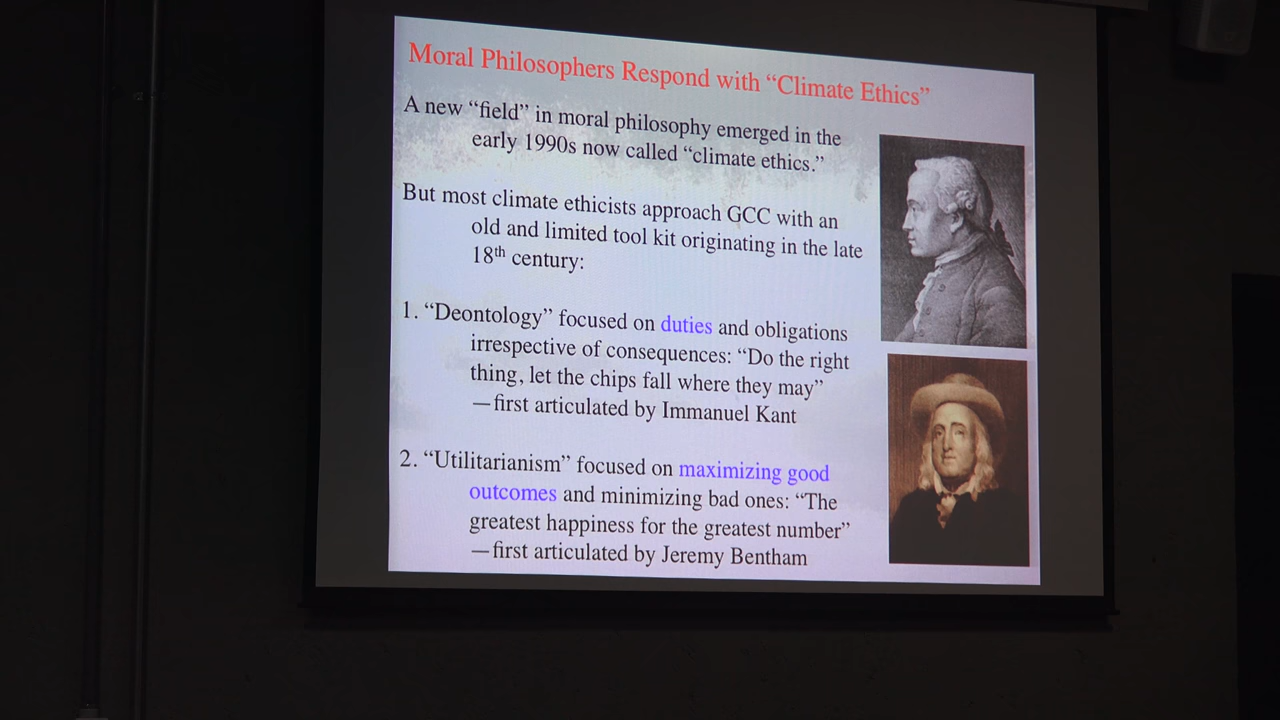 Moral Philosophers Respond with “Climate Ethics”
A new “field” in moral philosophy emerged in the
early 1990s now called “climate ethics.”
But most climate ethicists approach GCC with an
old and limited tool kit originating in the late
18th century:
1. “Deontology” focused on duties and obligations
irrespective of consequences: “Do the right
thing, let the chips fall where they may”
—first articulated by Immanuel Kant
2. “Utilitarianism” focused on maximizing good
outcomes and minimizing bad ones: “The
greatest happiness for the greatest number”
—first articulated by Jeremy Bentham